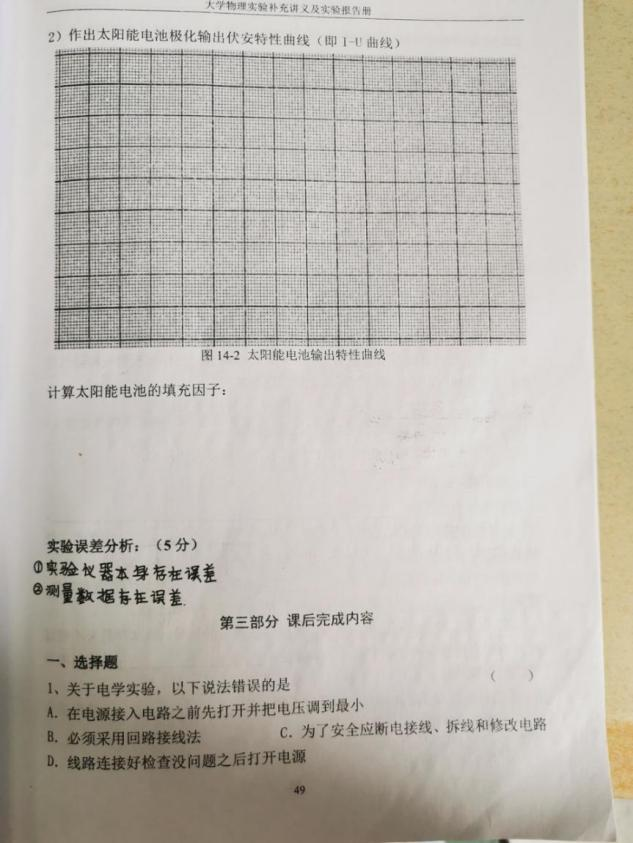 大学物理实验补充讲义及实验报告册
2）作出太阳能电池极化输出伏安特性曲线（即 I-U 曲线）
图 14-2 太阳能电池输出特性曲线
计算太阳能电池的填充因子：
实验误差分析：（5 分）
①实验仪器本身存在误差
②测量数据存在误差.
第三部分 课后完成内容
一、选择题
1、关于电学实验，以下说法错误的是 （ ）
A．在电源接入电路之前先打开并把电压调到最小
B．必须采用回路接线法 C．为了安全应断电接线、拆线和修改电路
D．线路连接好检查没问题之后打开电源
49